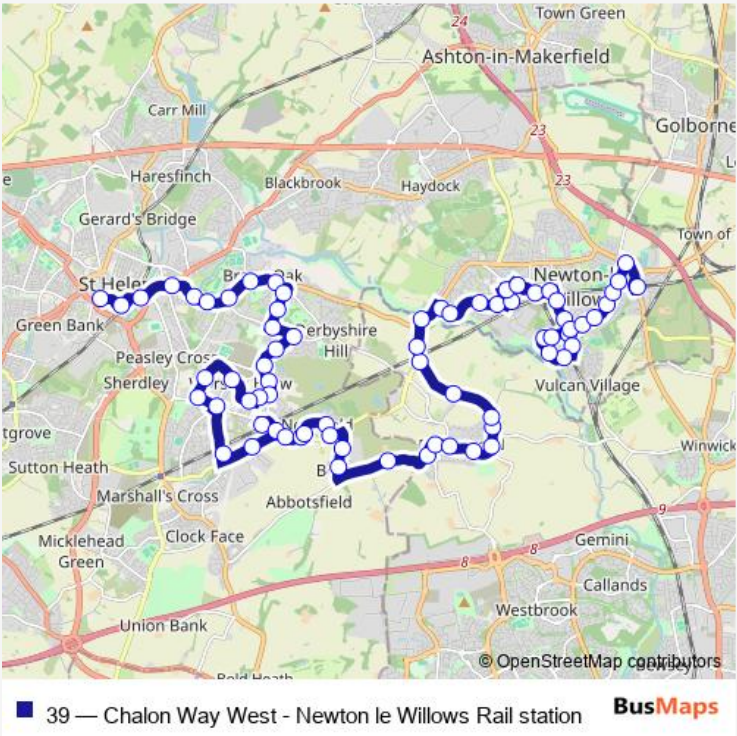 24
Town Green
Ashton-in-Makerfield
Carr Mill
23
Golborne
Haresfinch
Blackbrook
Haydock
23
Gerard's Bridge
Town of
Newton-
Green Bank
Derbyshire
Hill
Peasley Cross
Sherdley
Vulcan Village
Winwick
Sutton Heath
Marshall's Cross
Abbotsfield
9
Clock Face
Micklehead
Green
Gemini
8
8
Callands
Westbrook
Union Bank
© OpenStreetMap contributors
39 — Chalon Way West - Newton le Willows Rail station
BusMaps